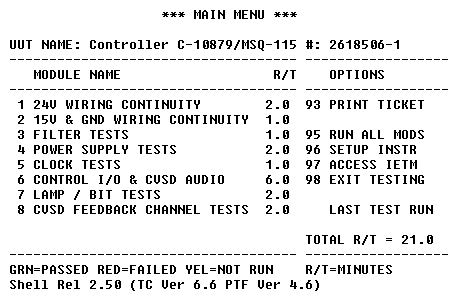 *** MAIN MENU ***
UUT NAME: Controller C-10879/MSQ-115 #: 2618506-1
MODULE NAME R/T OPTIONS
1 24V WIRING CONTINUITY 2.0 93 PRINT TICKET
2 15V & GND WIRING CONTINUITY 1.0
3 FILTER TESTS 1.0 95 RUN ALL MODS
4 POWER SUPPLY TESTS 2.0 96 SETUP INSTR
5 CLOCK TESTS 1.0 97 ACCESS IETM
6 CONTROL I/O & CVSD AUDIO 6.0 98 EXIT TESTING
7 LAMP / BIT TESTS 2.0
8 CVSD FEEDBACK CHANNEL TESTS 2.0 LAST TEST RUN
TOTAL R/T = 21.0
GRN=PASSED RED=FAILED YEL=NOT RUN R/T=MINUTES
Shell Rel 2.50 (TC Ver 6.6 PTF Ver 4.6)